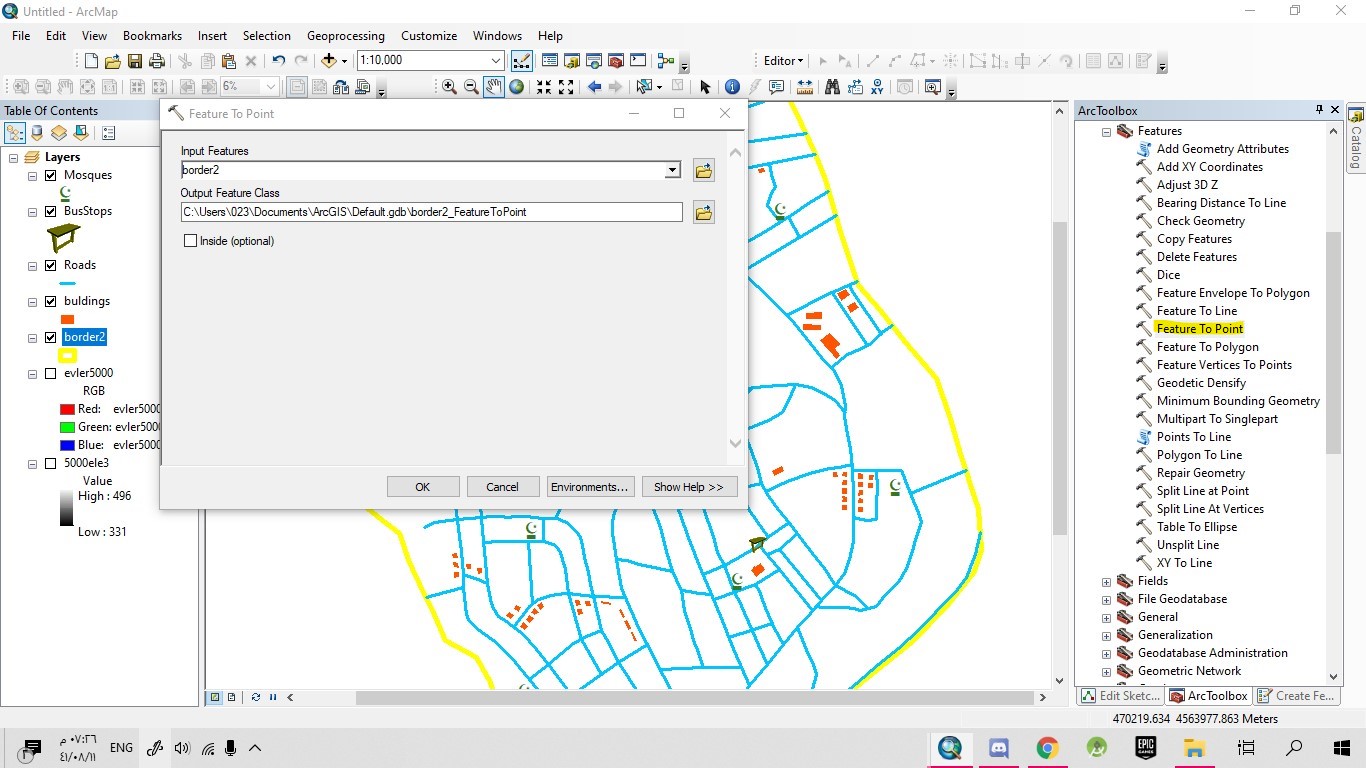 Untitled - ArcMap
File Edit View Bookmarks Insert Selection Geoprocessing Customize Windows Help
1:10,000
Editor
6%
Table Of Contents
Layers
Mosques
BusStops
Roads
buldings
border2
evler5000
RGB
Red: evler5000
Green: evler500
Blue: evler500
5000ele3
Value
High : 496
Low : 331
Feature To Point
Input Features
border2
Output Feature Class
C:\Users\023\Documents\ArcGIS\Default.gdb\border2_FeatureToPoint
Inside (optional)
OK Cancel Environments... Show Help >>
ArcToolbox
Features
Add Geometry Attributes
Add XY Coordinates
Adjust 3D Z
Bearing Distance To Line
Check Geometry
Copy Features
Delete Features
Dice
Feature Envelope To Polygon
Feature To Line
Feature To Point
Feature To Polygon
Feature Vertices To Points
Geodetic Densify
Minimum Bounding Geometry
Multipart To Singlepart
Points To Line
Polygon To Line
Repair Geometry
Split Line at Point
Split Line At Vertices
Table To Ellipse
Unsplit Line
XY To Line
Fields
File Geodatabase
General
Generalization
Geodatabase Administration
Geometric Network
Edit Sketc... ArcToolbox Create Fe...
Catalog
470219.634 4563977.863 Meters
٠٧:٢٦ م
٤١/٠٨/١١
ENG
EPIC GAMES